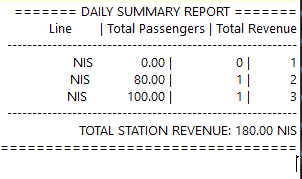 ======= DAILY SUMMARY REPORT =======
Line | Total Passengers | Total Revenue
----------------------------------------------------------
NIS 0.00 | 0 | 1
NIS 80.00 | 1 | 2
NIS 100.00 | 1 | 3
----------------------------------------------------------
TOTAL STATION REVENUE: 180.00 NIS
====================================